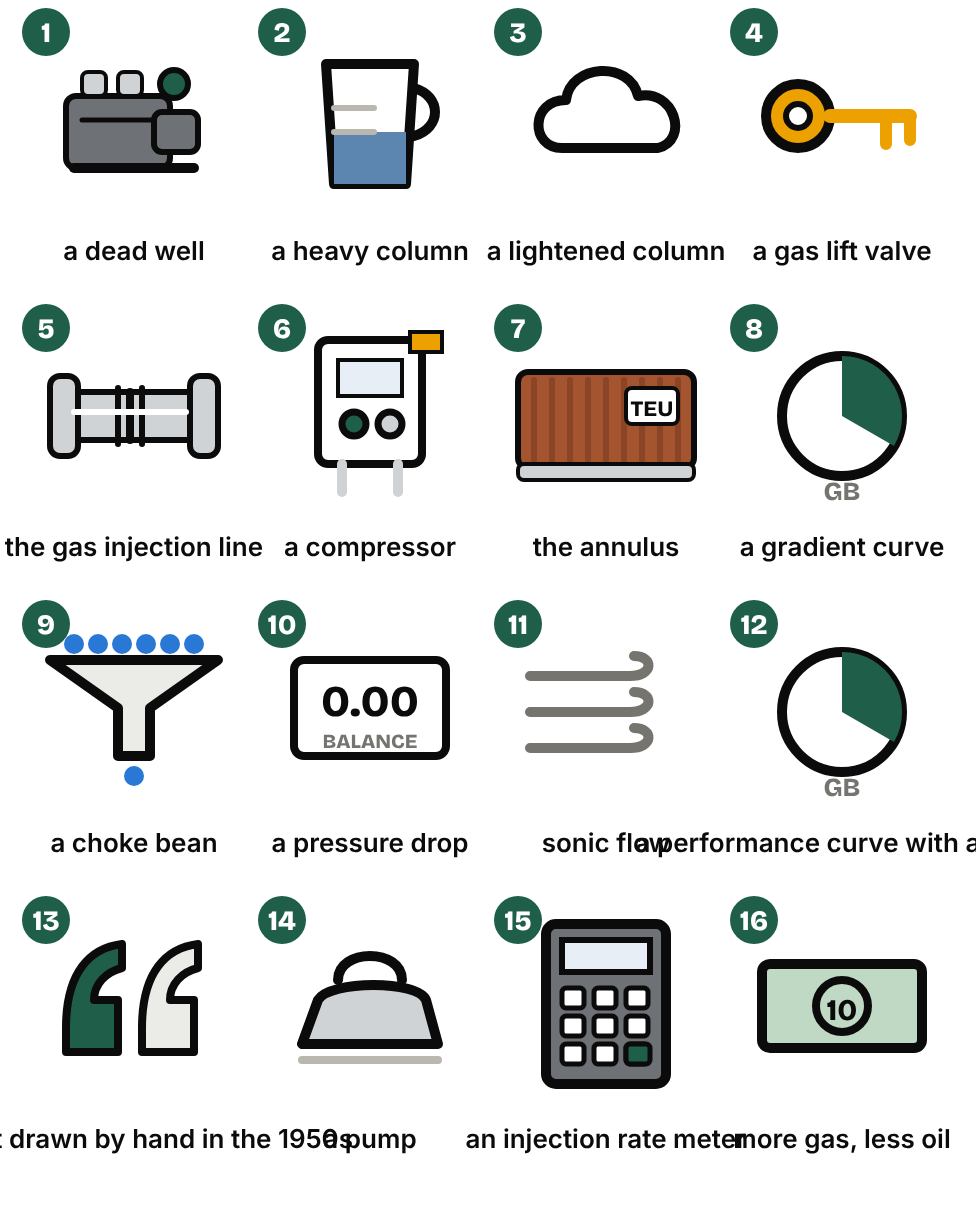 1
2
3
4
a dead well
a heavy column
a lightened column
a gas lift valve
5
6
7
8
TEU
GB
the gas injection line
a compressor
the annulus
a gradient curve
9
10
11
12
0.00
BALANCE
GB
a choke bean
a pressure drop
sonic flow
a performance curve with a
13
14
15
16
10
drawn by hand in the 1950s
a pump
an injection rate meter
more gas, less oil